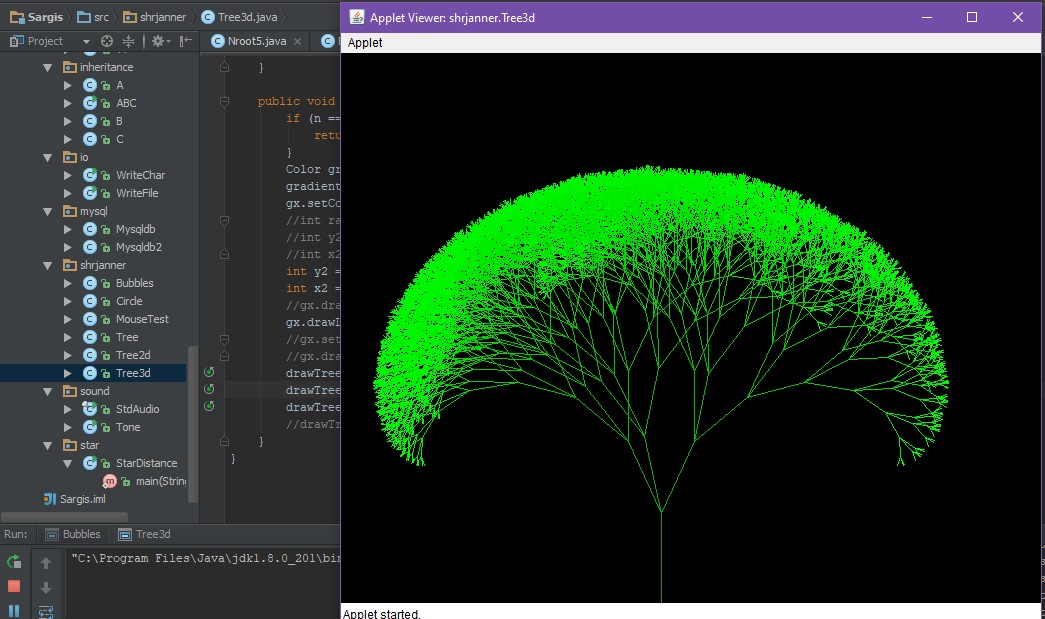 Sargis src shrjanner Tree3d.java
Applet Viewer: shrjanner.Tree3d
Project
Nroot5.java
Applet
inheritance
A
ABC
B
C
io
WriteChar
WriteFile
mysql
Mysqldb
Mysqldb2
shrjanner
Bubbles
Circle
MouseTest
Tree
Tree2d
Tree3d
sound
StdAudio
Tone
star
StarDistance
main(String
Sargis.iml
}
public void
if (n ==
retu
}
Color gr
gradient
gx.setCo
//int ra
//int y2
//int x2
int y2 =
int x2 =
//gx.dra
gx.drawL
//gx.set
//gx.dra
drawTree
drawTree
drawTree
//drawTr
}
}
Run: Bubbles Tree3d
"C:\Program Files\Java\jdk1.8.0_201\bin
Applet started.